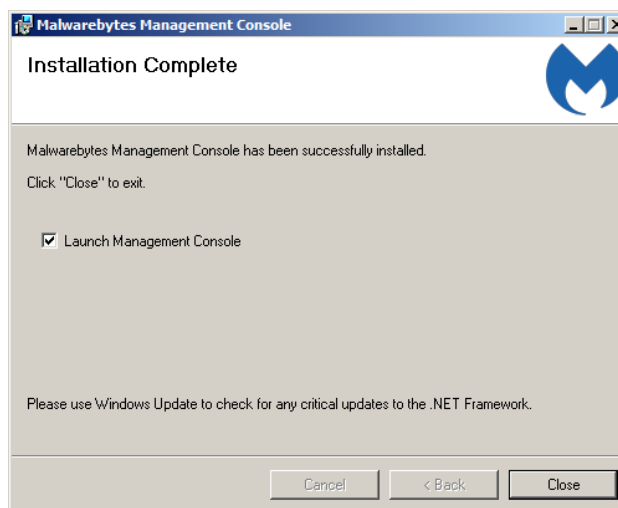 Malwarebytes Management Console
Installation Complete
Malwarebytes Management Console has been successfully installed.
Click "Close" to exit.
Launch Management Console
Please use Windows Update to check for any critical updates to the .NET Framework.
Cancel
< Back
Close